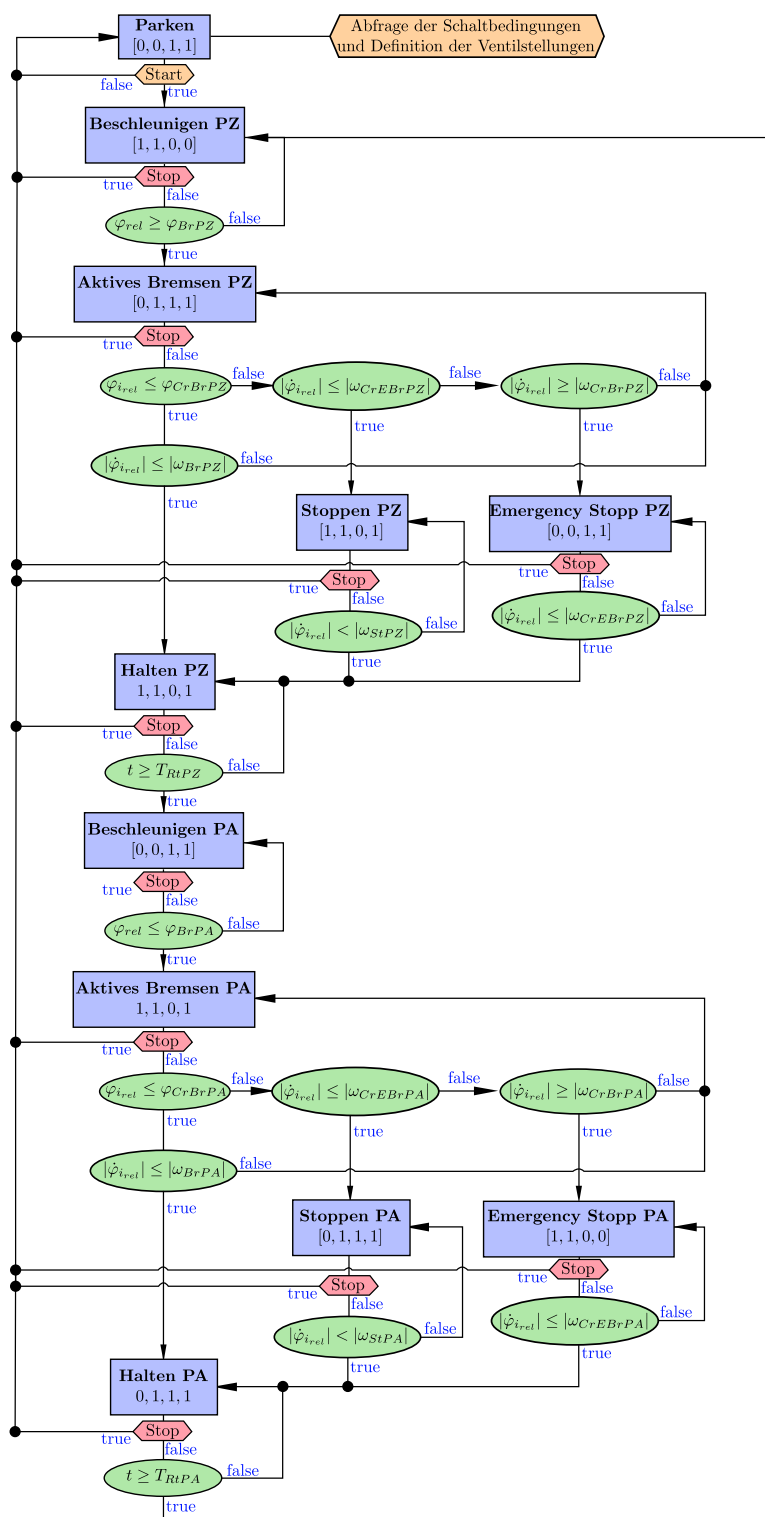 Parken
[0, 0, 1, 1]
Abfrage der Schaltbedingungen
und Definition der Ventilstellungen
Start
false
true
Beschleunigen PZ
[1, 1, 0, 0]
Stop
true
false
φ_rel ≥ φ_BrPZ
false
true
Aktives Bremsen PZ
[0, 1, 1, 1]
Stop
true
false
φ_i_rel ≤ φ_CrBrPZ
false
|φ̇_i_rel| ≤ |ω_CrEBrPZ|
false
|φ̇_i_rel| ≥ |ω_CrBrPZ|
false
true
true
true
|φ̇_i_rel| ≤ |ω_BrPZ|
false
true
Stoppen PZ
[1, 1, 0, 1]
Emergency Stopp PZ
[0, 0, 1, 1]
Stop
true
false
Stop
true
false
|φ̇_i_rel| ≤ |ω_CrEBrPZ|
false
true
|φ̇_i_rel| < |ω_StPZ|
false
true
Halten PZ
1, 1, 0, 1
Stop
true
false
t ≥ T_RtPZ
false
true
Beschleunigen PA
[0, 0, 1, 1]
Stop
true
false
φ_rel ≤ φ_BrPA
false
true
Aktives Bremsen PA
1, 1, 0, 1
Stop
true
false
φ_i_rel ≤ φ_CrBrPA
false
|φ̇_i_rel| ≤ |ω_CrEBrPA|
false
|φ̇_i_rel| ≥ |ω_CrBrPA|
false
true
true
true
|φ̇_i_rel| ≤ |ω_BrPA|
false
true
Stoppen PA
[0, 1, 1, 1]
Emergency Stopp PA
[1, 1, 0, 0]
Stop
true
false
Stop
true
false
|φ̇_i_rel| ≤ |ω_CrEBrPA|
false
true
|φ̇_i_rel| < |ω_StPA|
false
true
Halten PA
0, 1, 1, 1
Stop
true
false
t ≥ T_RtPA
false
true